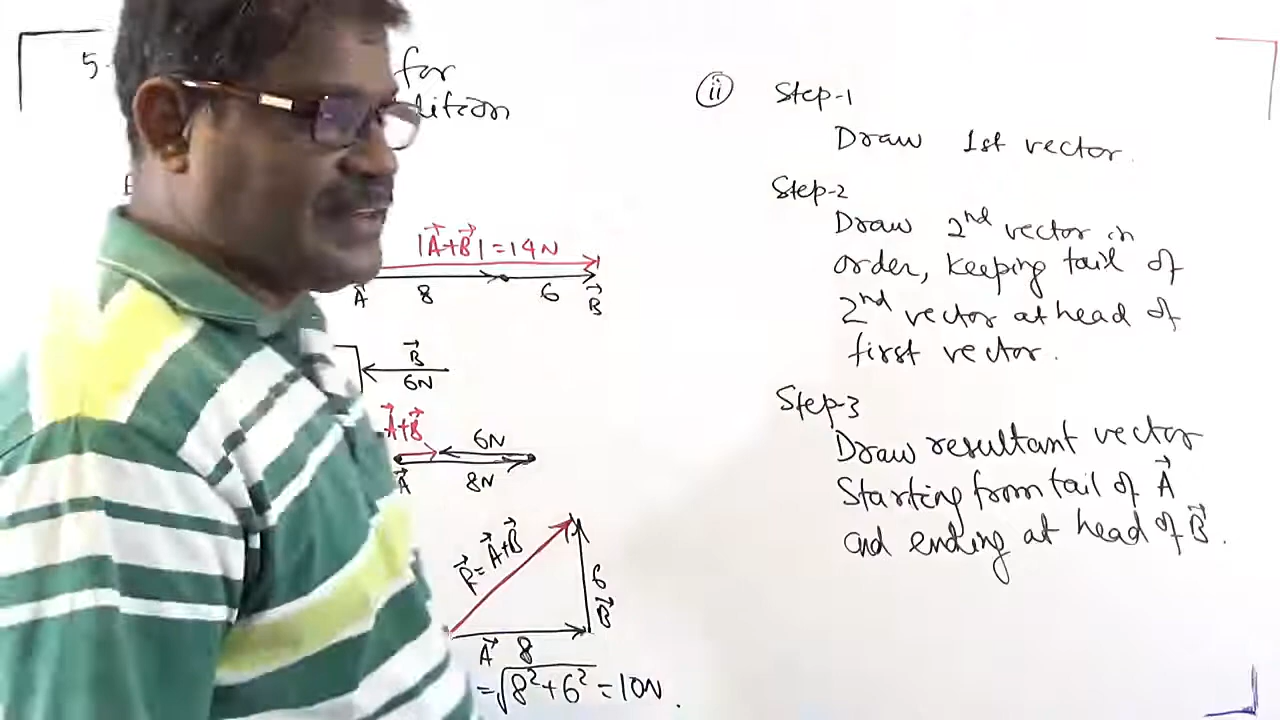 5-
for
|A⃗+B⃗|=14N
A⃗ 8 6 B⃗
B⃗
6N
A⃗+B⃗
6N
A⃗ 8N
R⃗=A⃗+B⃗
6
B⃗
A⃗ 8
=√8²+6² =10N.
ii Step-1
Draw 1st vector.
Step-2
Draw 2nd vector in
order, keeping tail of
2nd vector at head of
first vector.
Step-3
Draw resultant vector
Starting from tail of A⃗
and ending at head of B⃗.